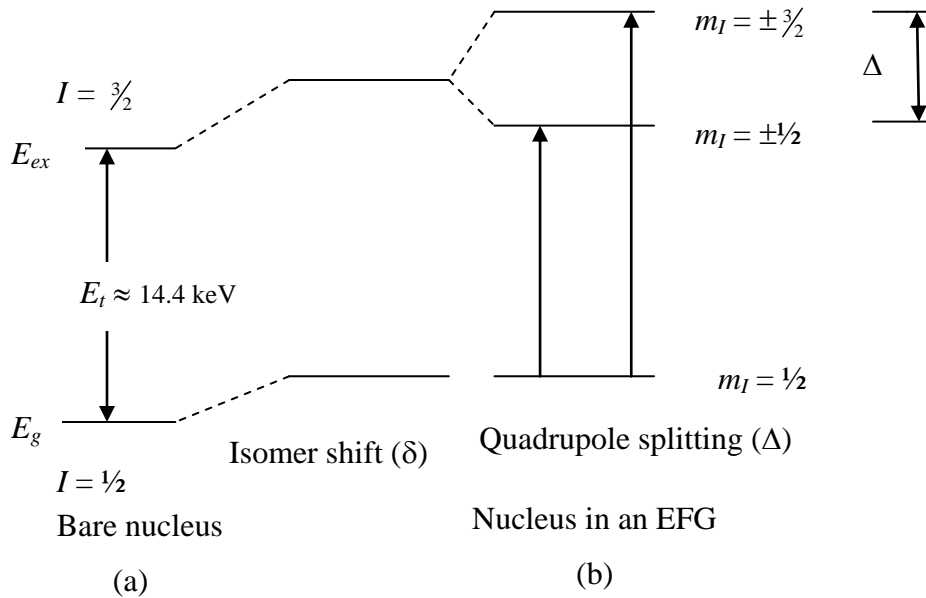 m_I = ± 3/2
Δ
I = 3/2
m_I = ±½
E_ex
E_t ≈ 14.4 keV
m_I = ½
E_g
Isomer shift (δ)
Quadrupole splitting (Δ)
I = ½
Bare nucleus
Nucleus in an EFG
(a)
(b)